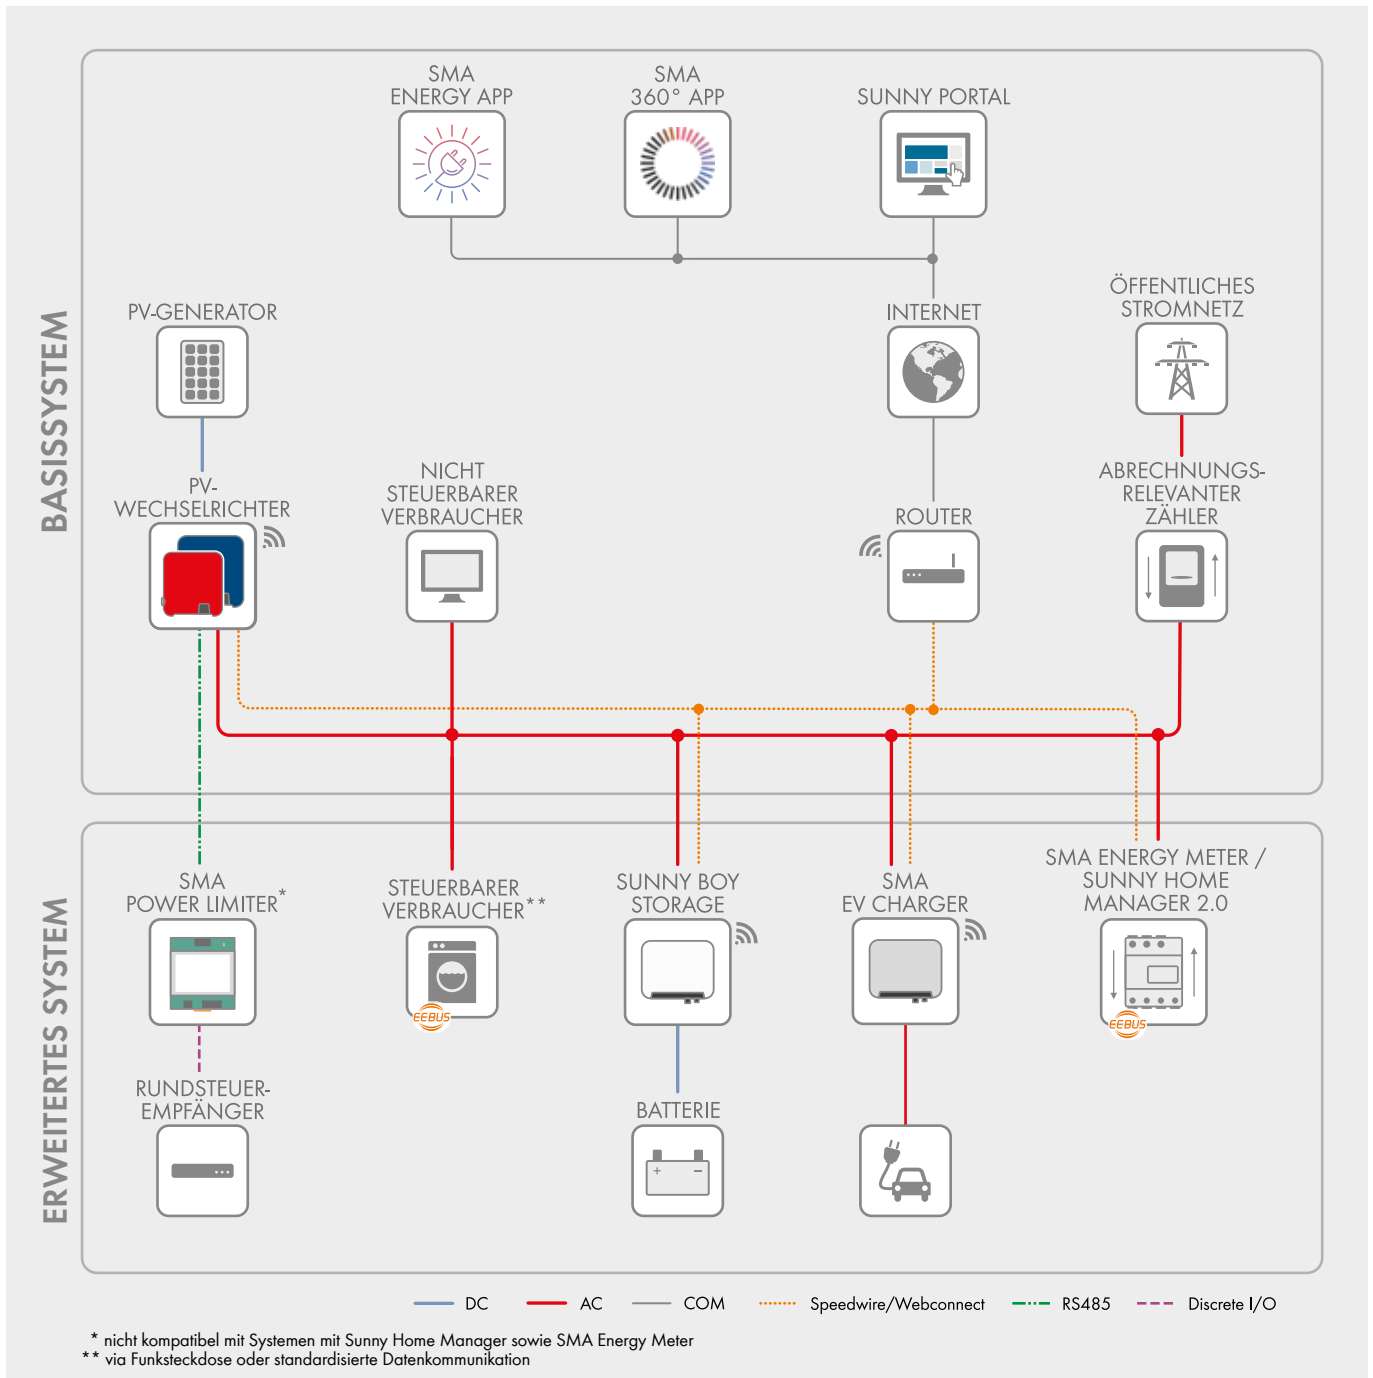 SMA
ENERGY APP
SMA
360° APP
SUNNY PORTAL
BASISSYSTEM
PV-GENERATOR
INTERNET
ÖFFENTLICHES
STROMNETZ
PV-
WECHSELRICHTER
NICHT
STEUERBARER
VERBRAUCHER
ROUTER
ABRECHNUNGS-
RELEVANTER
ZÄHLER
ERWEITERTES SYSTEM
SMA
POWER LIMITER*
STEUERBARER
VERBRAUCHER**
EEBUS
SUNNY BOY
STORAGE
SMA
EV CHARGER
SMA ENERGY METER /
SUNNY HOME
MANAGER 2.0
EEBUS
RUNDSTEUER-
EMPFÄNGER
BATTERIE
+ −
DC AC COM Speedwire/Webconnect RS485 Discrete I/O
* nicht kompatibel mit Systemen mit Sunny Home Manager sowie SMA Energy Meter
** via Funksteckdose oder standardisierte Datenkommunikation